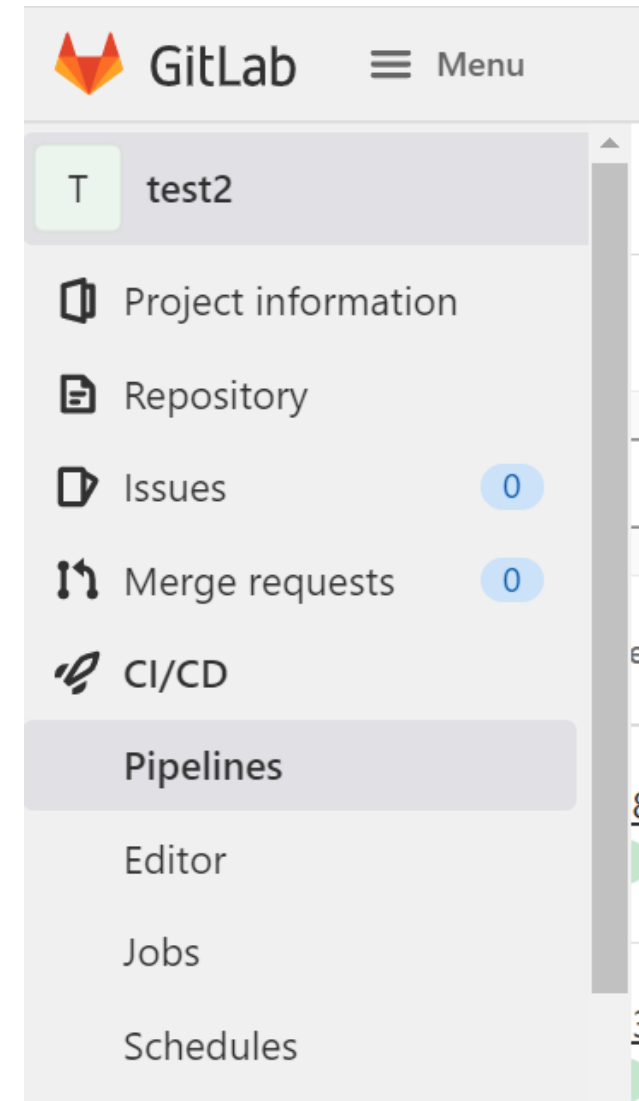 GitLab Menu
T test2
Project information
Repository
Issues 0
Merge requests 0
CI/CD
Pipelines
Editor
Jobs
Schedules